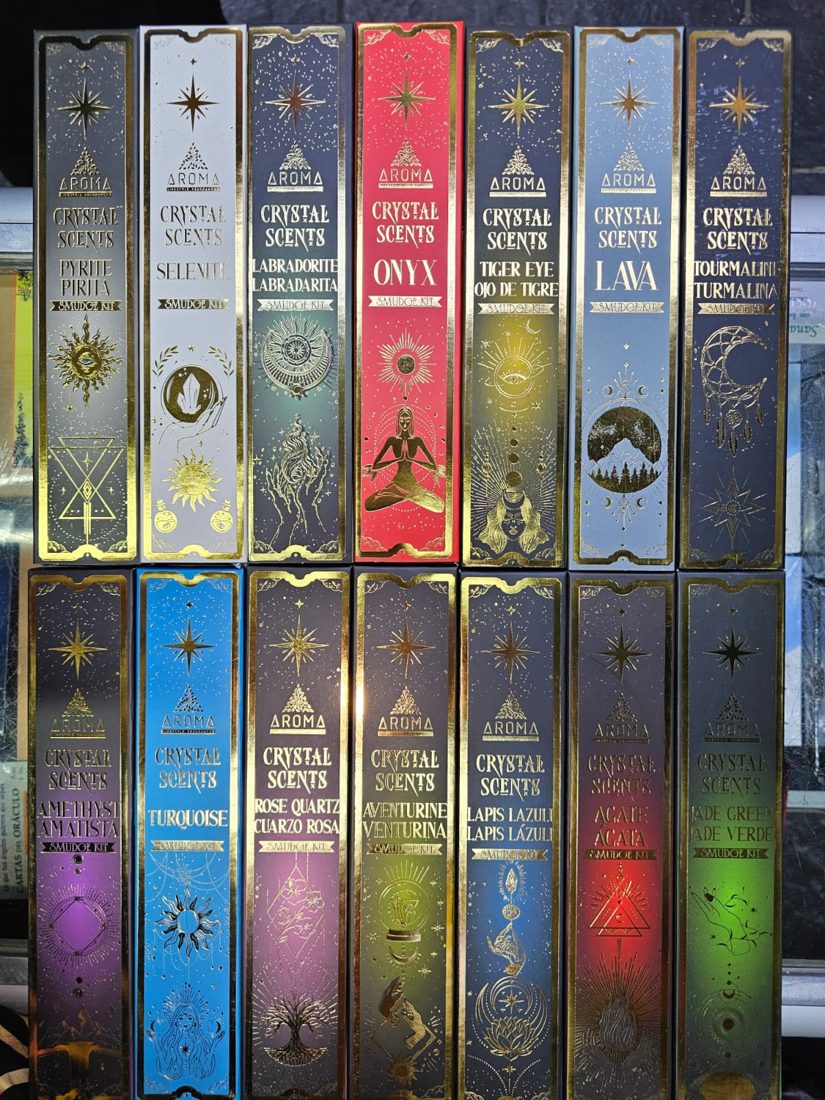 AROMA
CRYSTAL
SCENTS
PYRITE
PIRITA
SMUDGE KIT
AROMA
CRYSTAL
SCENTS
SELENITE
SMUDGE KIT
AROMA
CRYSTAL
SCENTS
LABRADORITE
LABRADARITA
SMUDGE KIT
AROMA
CRYSTAL
SCENTS
ONYX
SMUDGE KIT
AROMA
CRYSTAL
SCENTS
TIGER EYE
OJO DE TIGRE
SMUDGE KIT
AROMA
CRYSTAL
SCENTS
LAVA
SMUDGE KIT
AROMA
CRYSTAL
SCENTS
TOURMALINE
TURMALINA
SMUDGE KIT
AROMA
CRYSTAL
SCENTS
AMETHYST
AMATISTA
SMUDGE KIT
AROMA
CRYSTAL
SCENTS
TURQUOISE
SMUDGE KIT
AROMA
CRYSTAL
SCENTS
ROSE QUARTZ
CUARZO ROSA
SMUDGE KIT
AROMA
CRYSTAL
SCENTS
AVENTURINE
VENTURINA
SMUDGE KIT
AROMA
CRYSTAL
SCENTS
LAPIS LAZULI
LAPIS LÁZULI
SMUDGE KIT
AROMA
CRYSTAL
SCENTS
AGATE
ÁGATA
SMUDGE KIT
AROMA
CRYSTAL
SCENTS
JADE GREEN
JADE VERDE
SMUDGE KIT
CARTAS DEL ORÁCULO